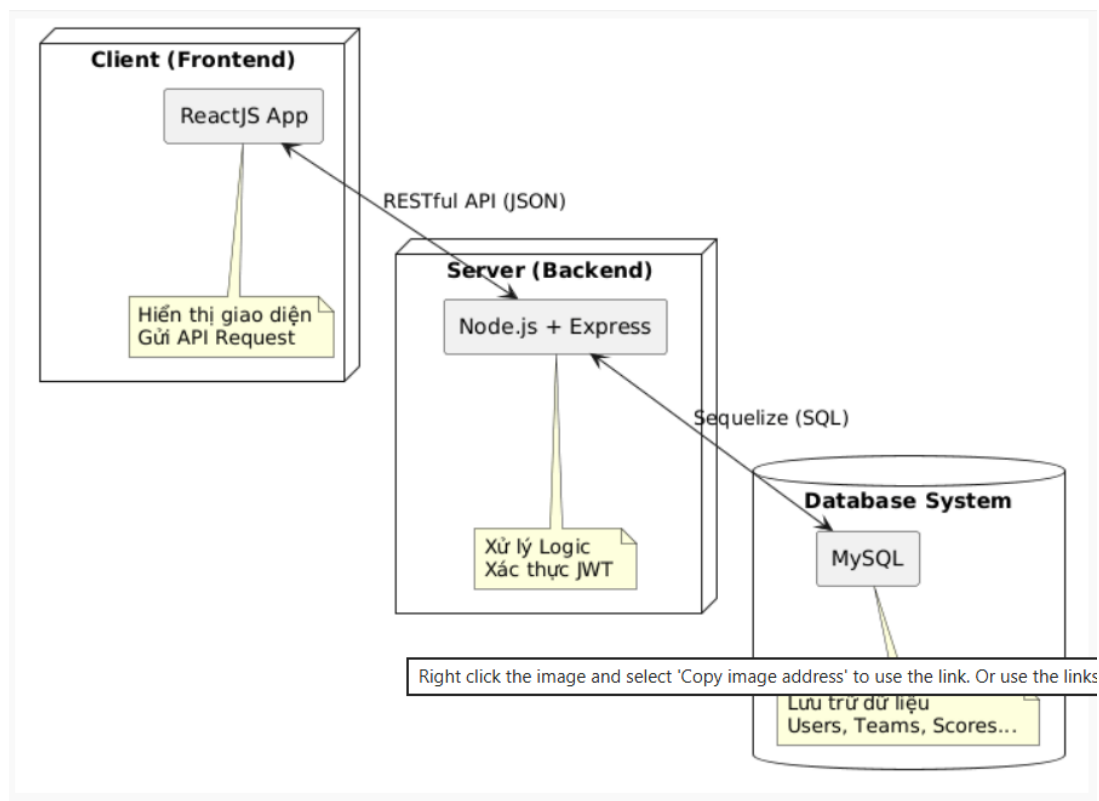 Client (Frontend)
ReactJS App
RESTful API (JSON)
Server (Backend)
Hiển thị giao diện
Gửi API Request
Node.js + Express
Sequelize (SQL)
Database System
Xử lý Logic
Xác thực JWT
MySQL
Right click the image and select 'Copy image address' to use the link. Or use the links
Lưu trữ dữ liệu
Users, Teams, Scores...